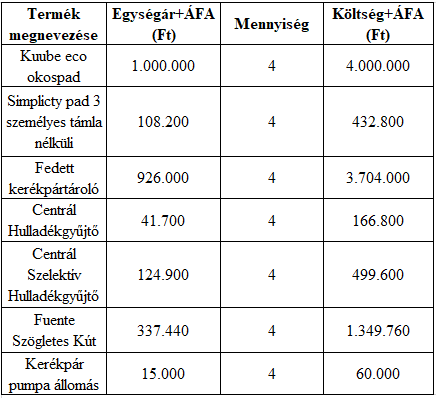 Termék megnevezése Egységár+ÁFA (Ft) Mennyiség Költség+ÁFA (Ft)
Kuube eco okospad 1.000.000 4 4.000.000
Simplicty pad 3 személyes támla nélküli 108.200 4 432.800
Fedett kerékpártároló 926.000 4 3.704.000
Centrál Hulladékgyűjtő 41.700 4 166.800
Centrál Szelektív Hulladékgyűjtő 124.900 4 499.600
Fuente Szögletes Kút 337.440 4 1.349.760
Kerékpár pumpa állomás 15.000 4 60.000